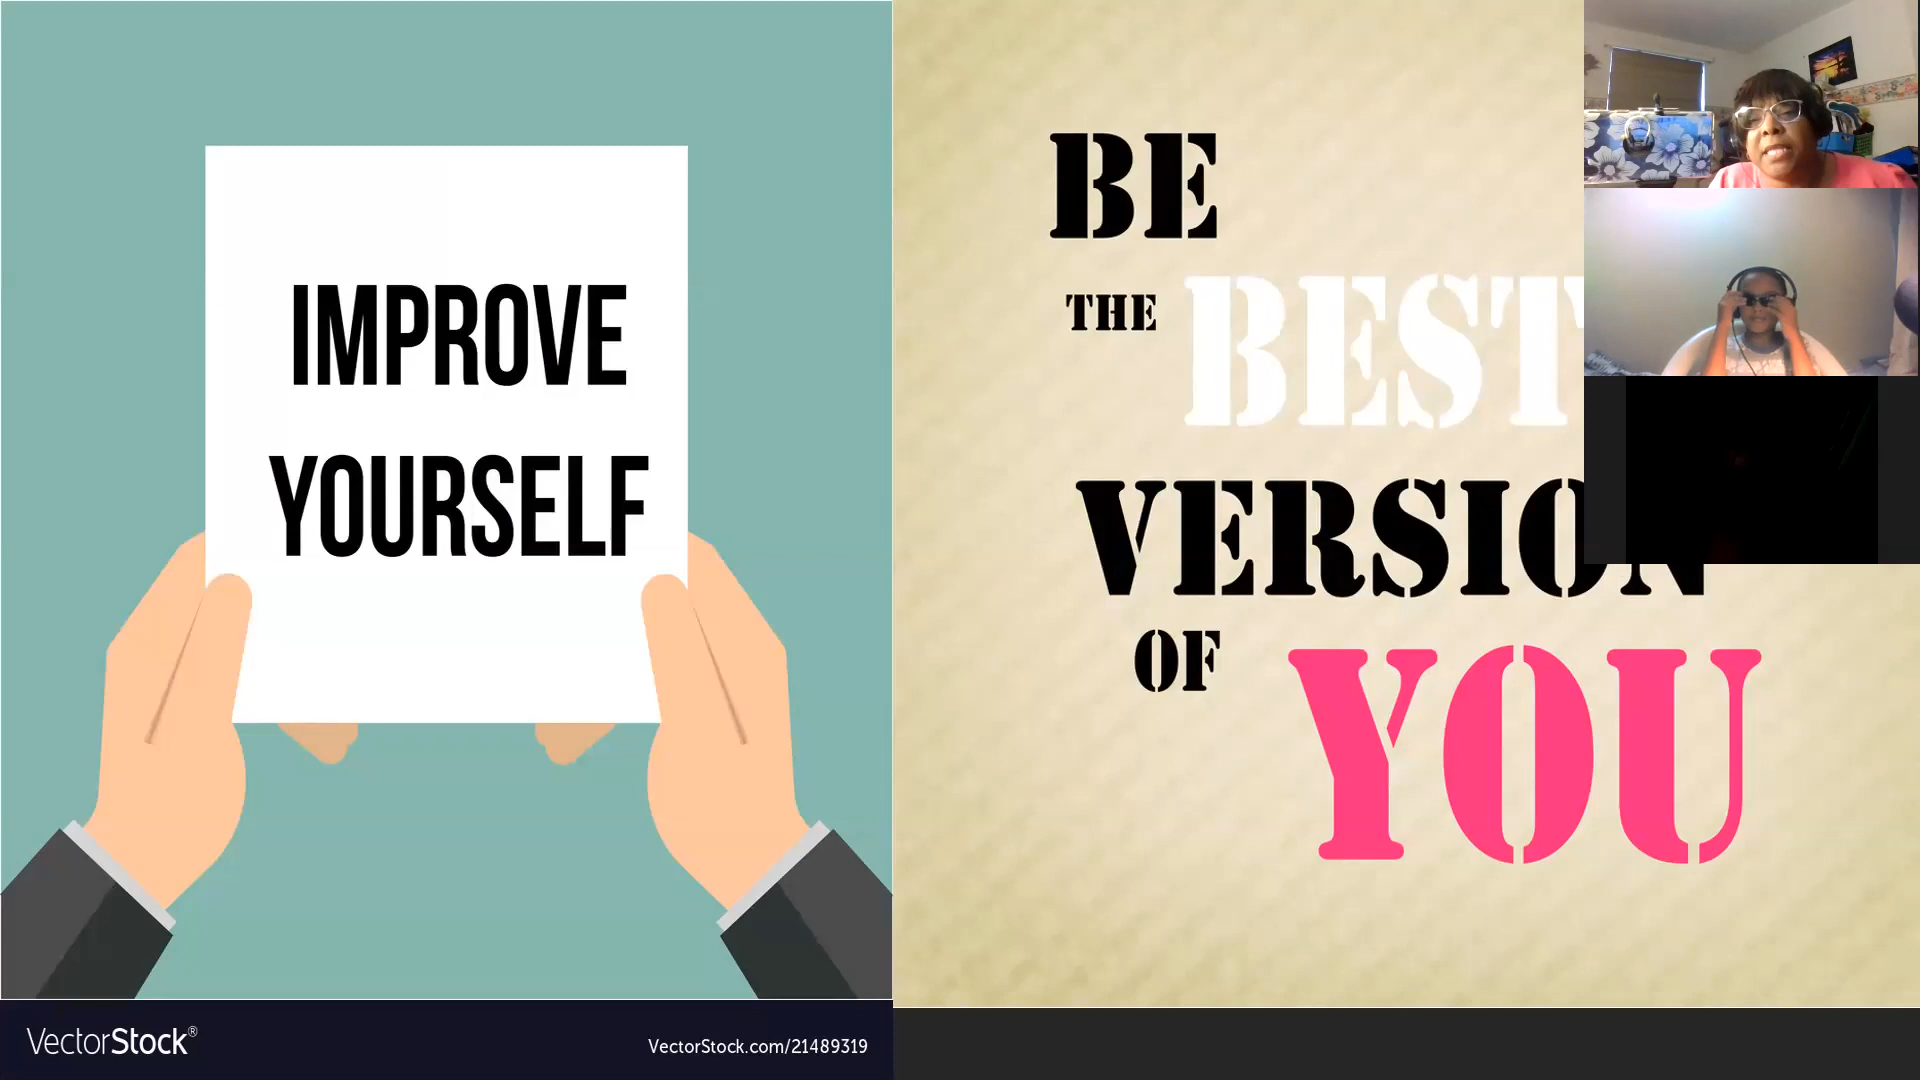 IMPROVE
YOURSELF
VectorStock®
VectorStock.com/21489319
BE
THE BEST
VERSION
OF YOU